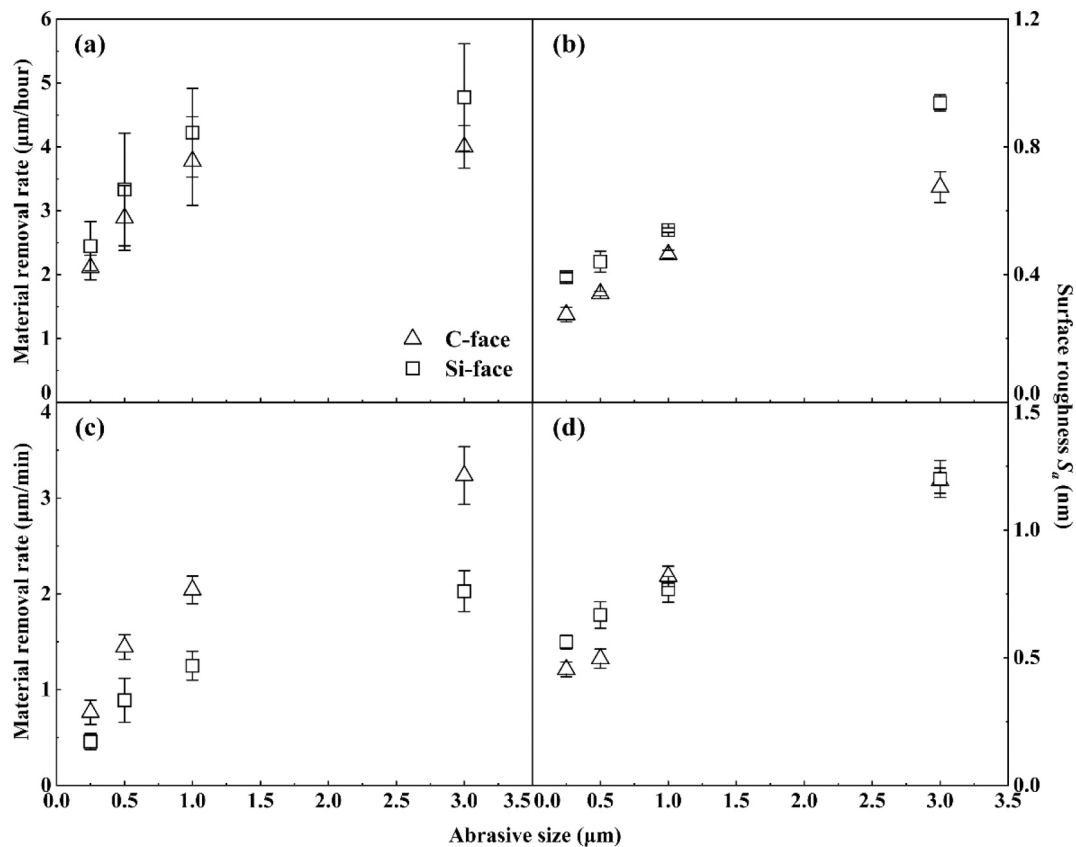 (a)
6
5
4
3
2
1
0
Material removal rate (μm/hour)
C-face
Si-face
(b)
1.2
0.8
0.4
0.0
Surface roughness Sa (nm)
(c)
4
3
2
1
0
Material removal rate (μm/min)
0.0 0.5 1.0 1.5 2.0 2.5 3.0 3.5
(d)
1.5
1.0
0.5
0.0
0.0 0.5 1.0 1.5 2.0 2.5 3.0 3.5
Abrasive size (μm)